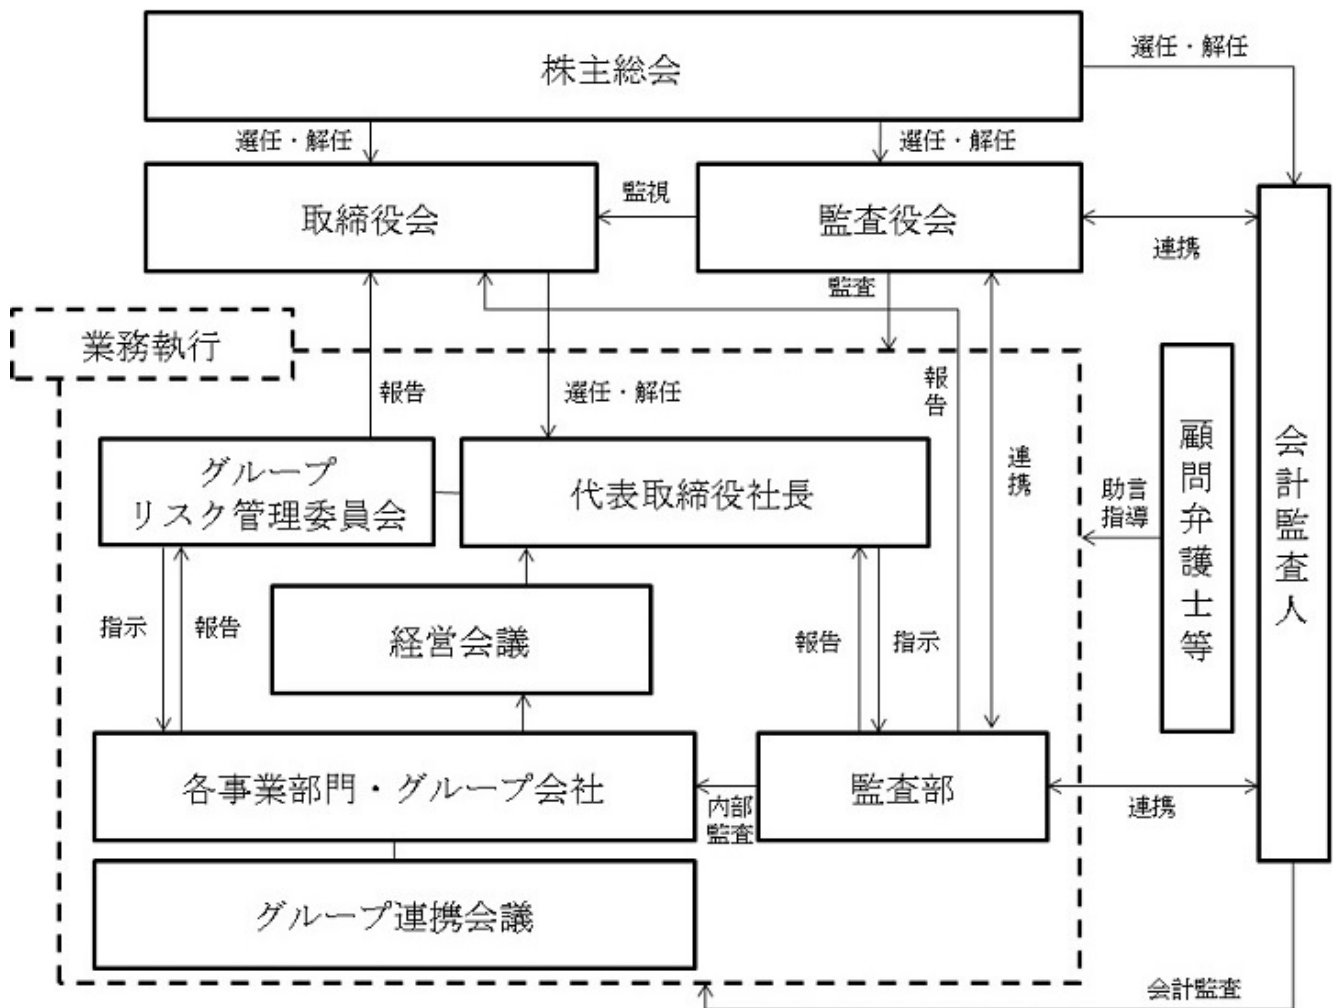 株主総会
選任・解任
選任・解任
選任・解任
取締役会
監視
監査役会
連携
監査
業務執行
報告
選任・解任
報
告
連
携
グループ
リスク管理委員会
代表取締役社長
助言
指導
顧問弁護士等
会計監査人
指示
報告
経営会議
報告
指示
各事業部門・グループ会社
内部
監査
監査部
連携
グループ連携会議
会計監査